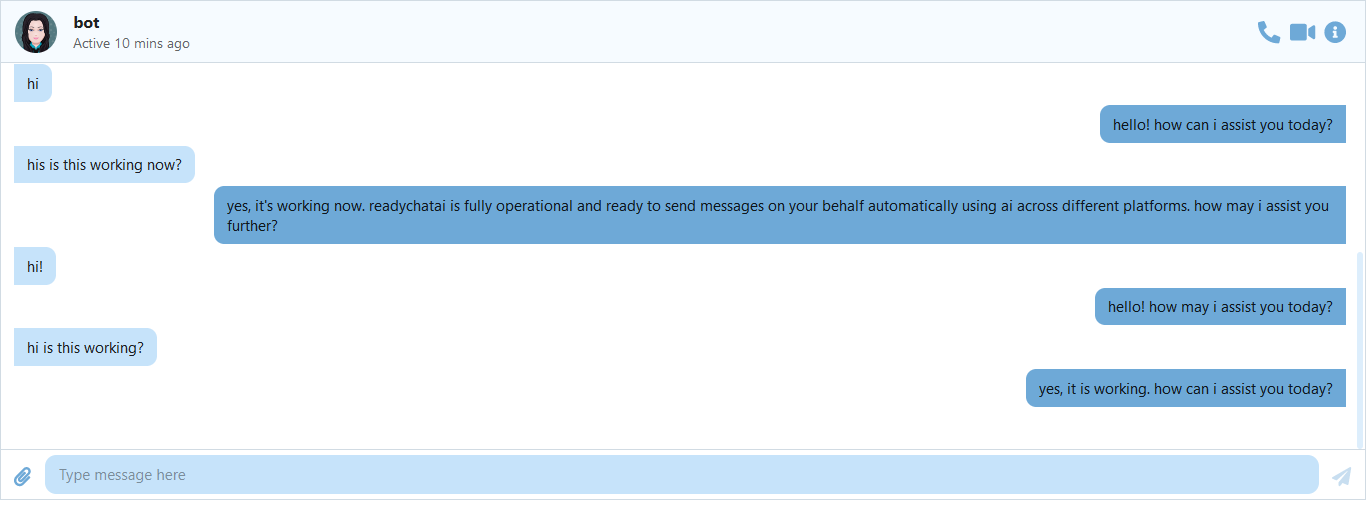 bot
Active 10 mins ago
hi
hello! how can i assist you today?
his is this working now?
yes, it's working now. readychatai is fully operational and ready to send messages on your behalf automatically using ai across different platforms. how may i assist you
further?
hi!
hello! how may i assist you today?
hi is this working?
yes, it is working. how can i assist you today?
Type message here